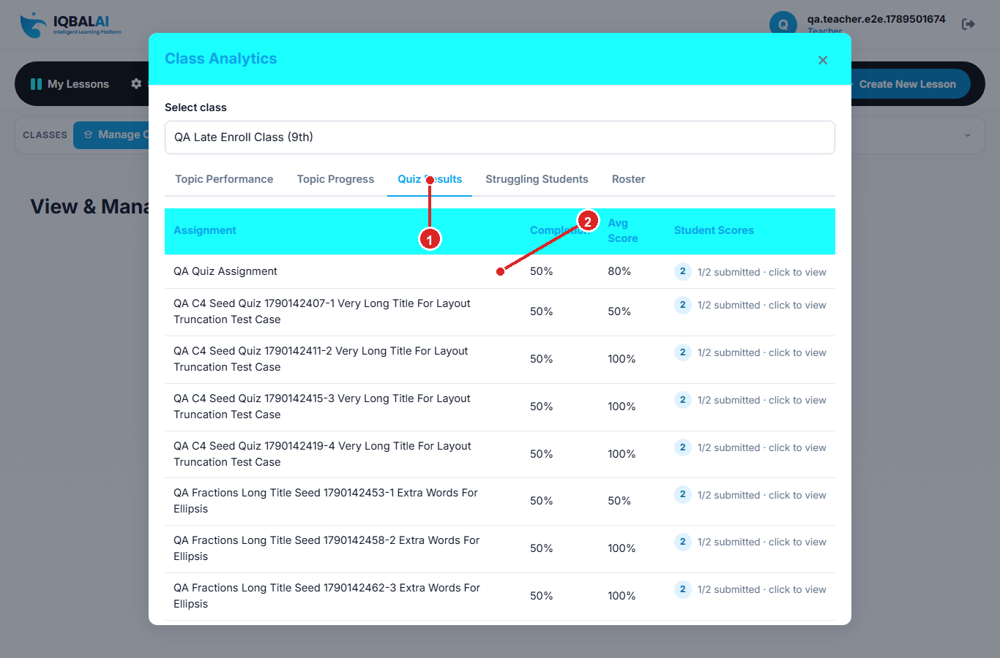 IQBALAI
Intelligent Learning Platform
Q
qa.teacher.e2e.1789501674
Teacher
My Lessons
Create New Lesson
CLASSES
Manage C
View & Mana
Class Analytics
Select class
QA Late Enroll Class (9th)
Topic Performance Topic Progress Quiz Results Struggling Students Roster
1
2
Assignment Completion Avg Score Student Scores
QA Quiz Assignment 50% 80% 2 1/2 submitted · click to view
QA C4 Seed Quiz 1790142407-1 Very Long Title For Layout
Truncation Test Case 50% 50% 2 1/2 submitted · click to view
QA C4 Seed Quiz 1790142411-2 Very Long Title For Layout
Truncation Test Case 50% 100% 2 1/2 submitted · click to view
QA C4 Seed Quiz 1790142415-3 Very Long Title For Layout
Truncation Test Case 50% 100% 2 1/2 submitted · click to view
QA C4 Seed Quiz 1790142419-4 Very Long Title For Layout
Truncation Test Case 50% 100% 2 1/2 submitted · click to view
QA Fractions Long Title Seed 1790142453-1 Extra Words For
Ellipsis 50% 50% 2 1/2 submitted · click to view
QA Fractions Long Title Seed 1790142458-2 Extra Words For
Ellipsis 50% 100% 2 1/2 submitted · click to view
QA Fractions Long Title Seed 1790142462-3 Extra Words For
Ellipsis 50% 100% 2 1/2 submitted · click to view